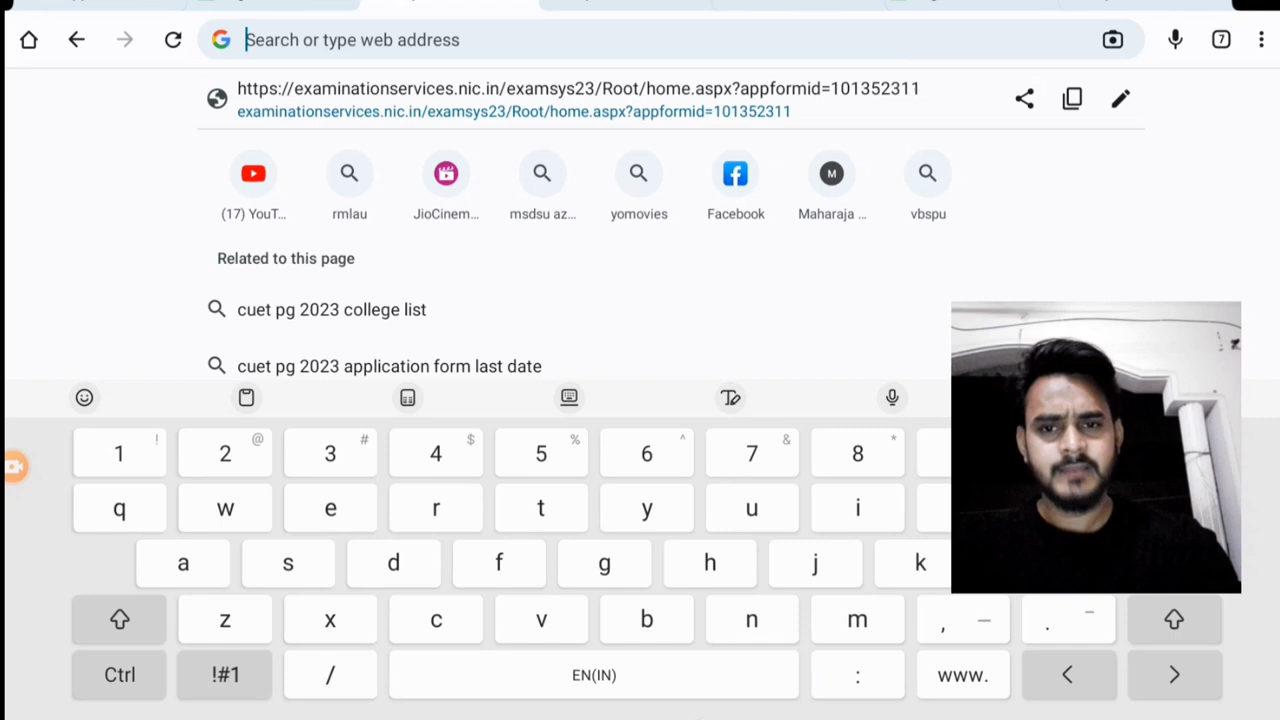 Search or type web address
7
https://examinationservices.nic.in/examsys23/Root/home.aspx?appformid=101352311
examinationservices.nic.in/examsys23/Root/home.aspx?appformid=101352311
M
(17) YouT...
rmlau
JioCinem...
msdsu az...
yomovies
Facebook
Maharaja ...
vbspu
Related to this page
cuet pg 2023 college list
cuet pg 2023 application form last date
1 ! 2 @ 3 # 4 $ 5 % 6 ^ 7 & 8 *
q w e r t y u i
a s d f g h j k
z x c v b n m , .
Ctrl !#1 / EN(IN) : www. < >